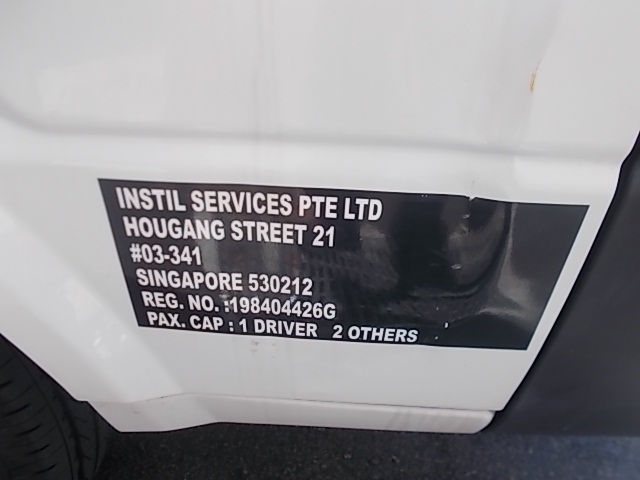 INSTIL SERVICES PTE LTD
HOUGANG STREET 21
#03-341
SINGAPORE 530212
REG. NO. :198404426G
PAX. CAP : 1 DRIVER 2 OTHERS